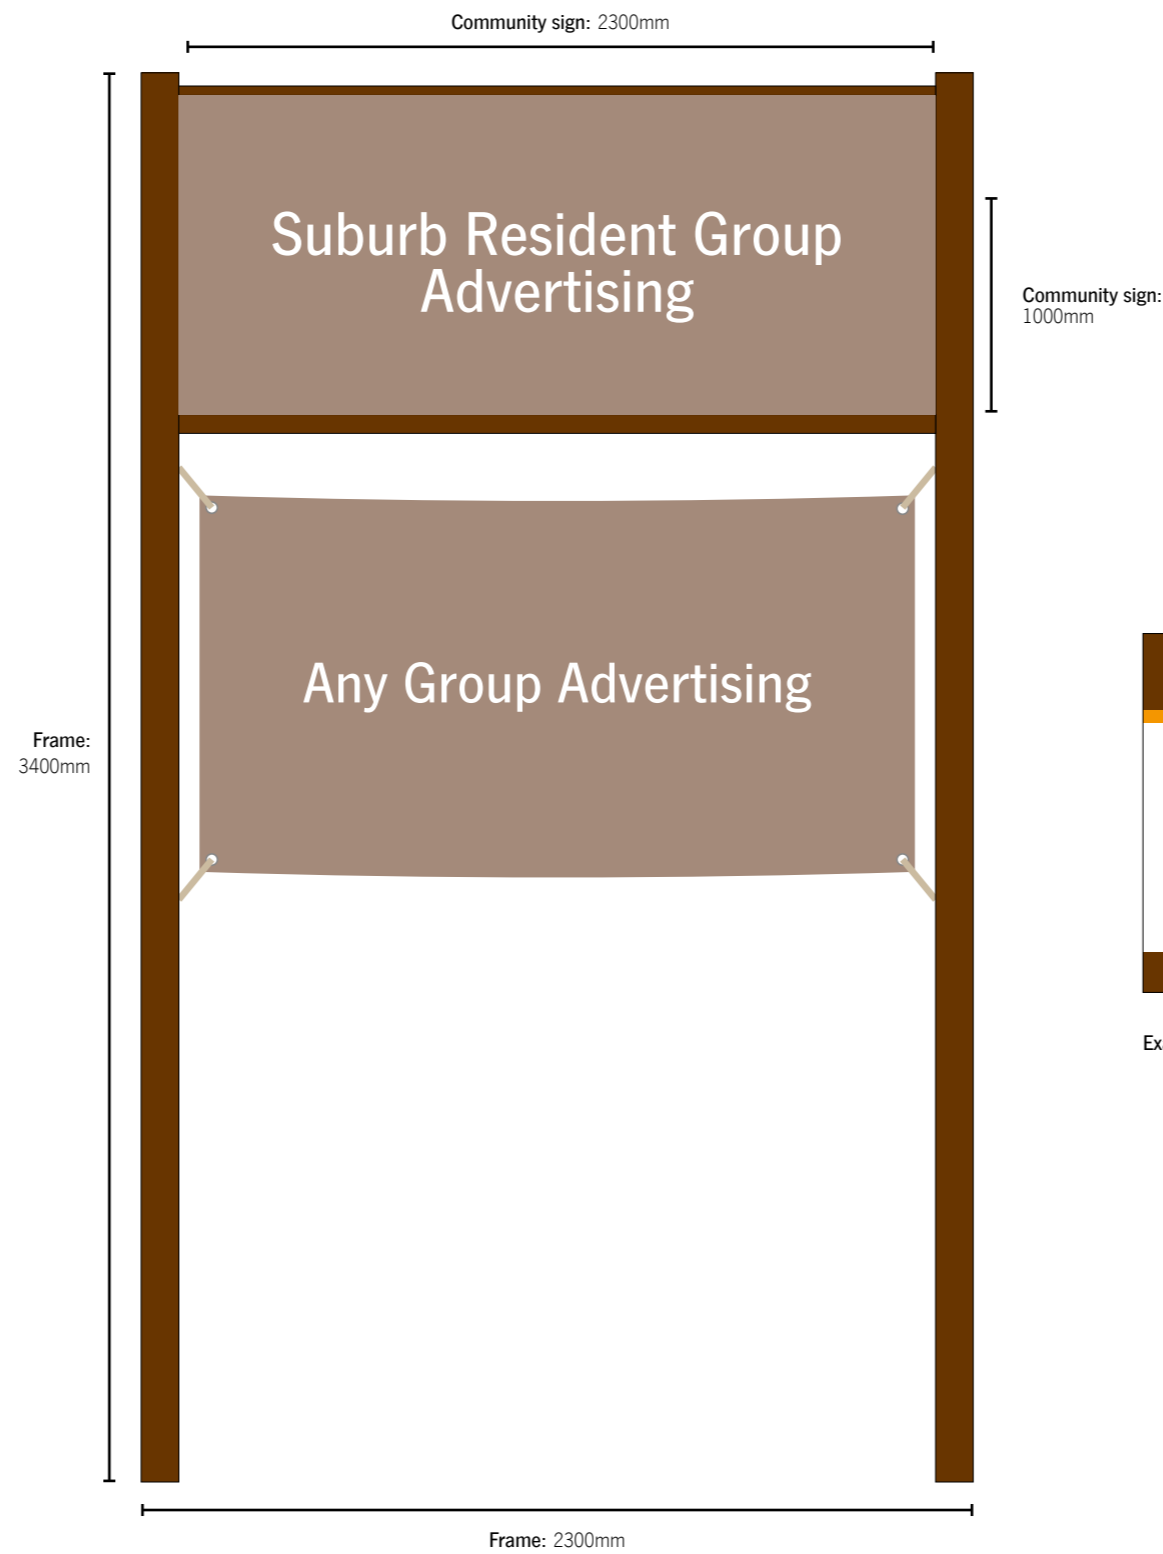 Community sign: 2300mm
Suburb Resident Group
Advertising
Community sign:
1000mm
Any Group Advertising
Frame:
3400mm
Frame: 2300mm